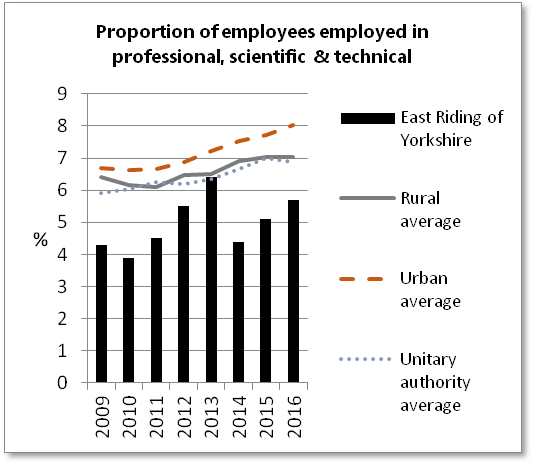 Proportion of employees employed in
professional, scientific & technical
9
8
7
6
5
4
3
2
1
0
%
2009
2010
2011
2012
2013
2014
2015
2016
East Riding of
Yorkshire
Rural
average
Urban
average
Unitary
authority
average